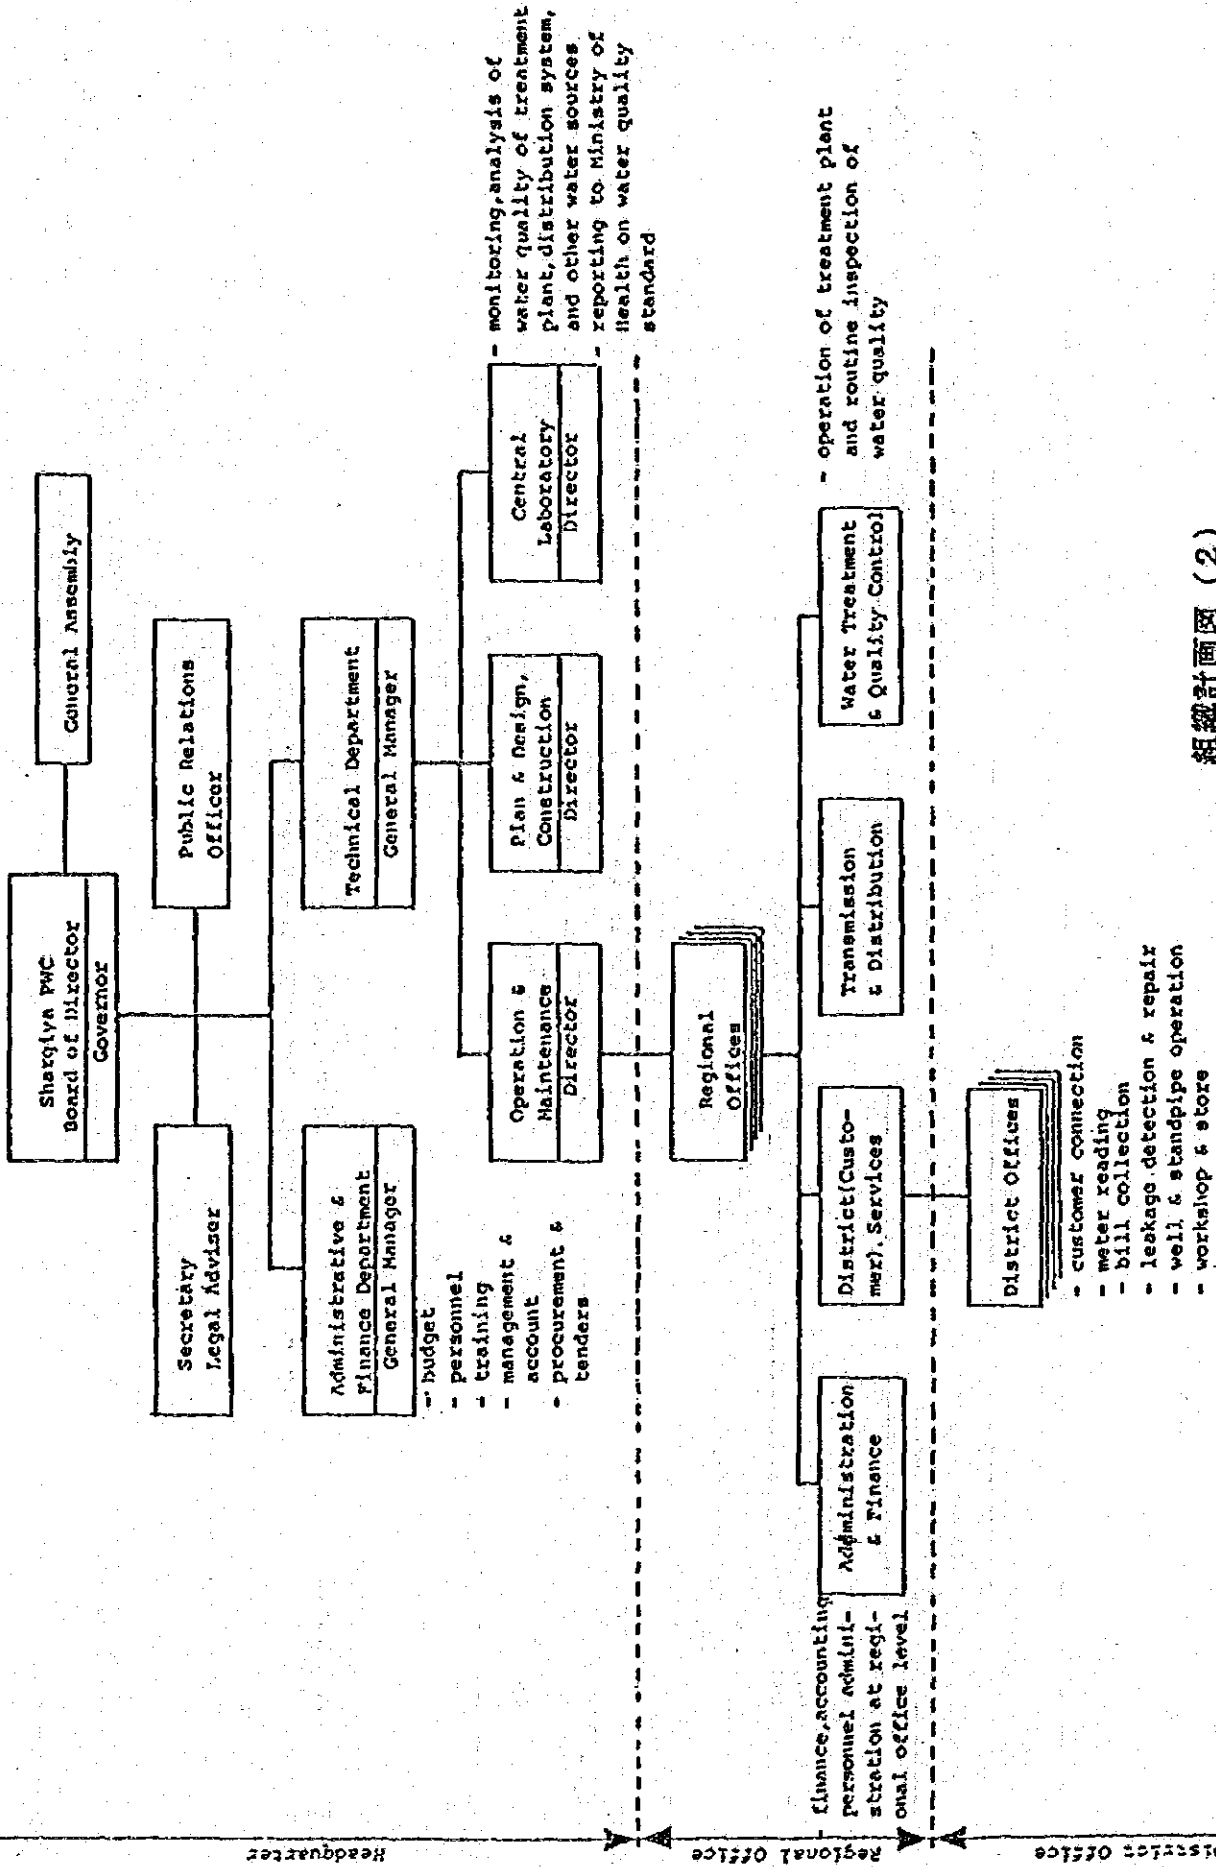 Shargiya PWC
Board of Director
Governor
General Assembly
Secretary
Legal Adviser
Public Relations
Officer
Administrative &
Finance Department
General Manager
- budget
- personnel
- training
- management &
account
- procurement &
tenders
Technical Department
General Manager
Operation &
Maintenance
Director
Plan & Design,
Construction
Director
Central
Laboratory
Director
- monitoring,analysis of
water quality of treatment
plant,distribution system,
and other water sources
- reporting to Ministry of
Health on water quality
standard
Headquarter
Regional
Offices
Administration
& Finance
finance,accounting
personnel admini-
stration at regi-
onal office level
District(Custo-
mer).Services
Transmission
& Distribution
Water Treatment
& Quality Control
- operation of treatment plant
and routine inspection of
water quality
Regional Office
District Offices
- customer connection
- meter reading
- bill collection
- leakage detection & repair
- well & standpipe operation
- workshop & store
District Office
組織計画図 (2)